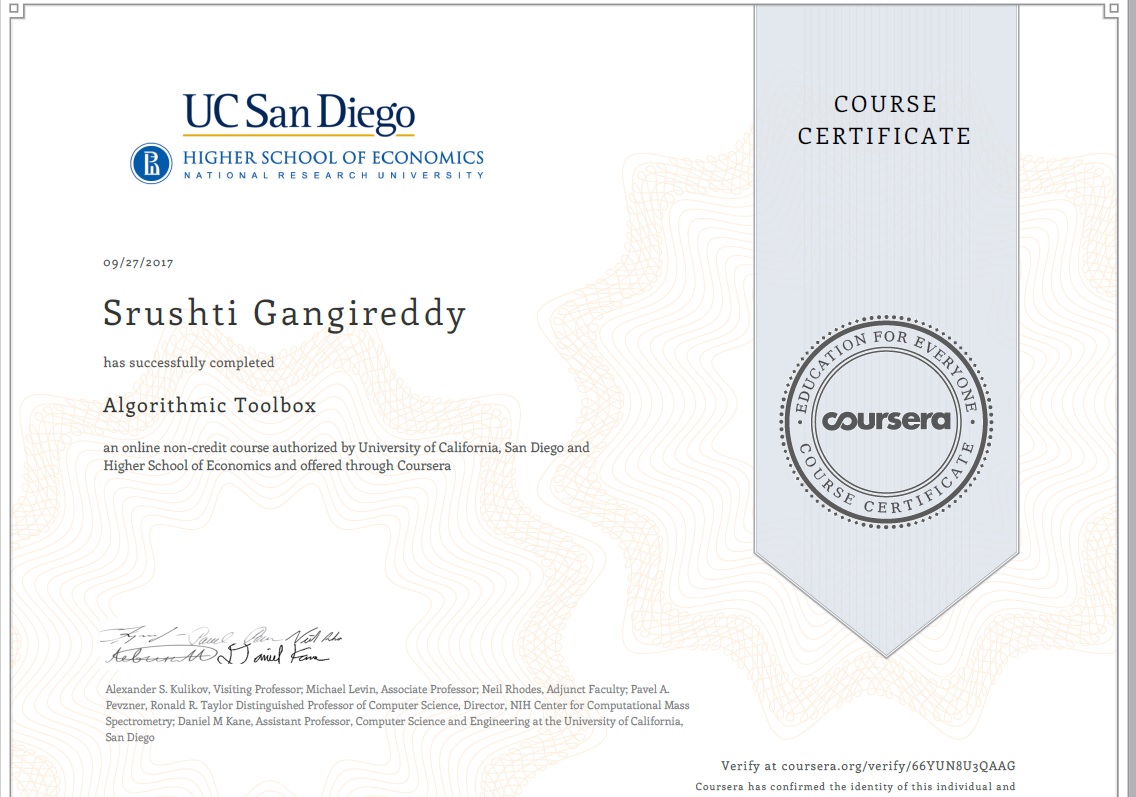 UC San Diego
HIGHER SCHOOL OF ECONOMICS
NATIONAL RESEARCH UNIVERSITY
COURSE
CERTIFICATE
09/27/2017
Srushti Gangireddy
has successfully completed
Algorithmic Toolbox
an online non-credit course authorized by University of California, San Diego and
Higher School of Economics and offered through Coursera
EDUCATION FOR EVERYONE
coursera
COURSE CERTIFICATE
Daniel Kane
Alexander S. Kulikov, Visiting Professor; Michael Levin, Associate Professor; Neil Rhodes, Adjunct Faculty; Pavel A.
Pevzner, Ronald R. Taylor Distinguished Professor of Computer Science, Director, NIH Center for Computational Mass
Spectrometry; Daniel M Kane, Assistant Professor, Computer Science and Engineering at the University of California,
San Diego
Verify at coursera.org/verify/66YUN8U3QAAG
Coursera has confirmed the identity of this individual and